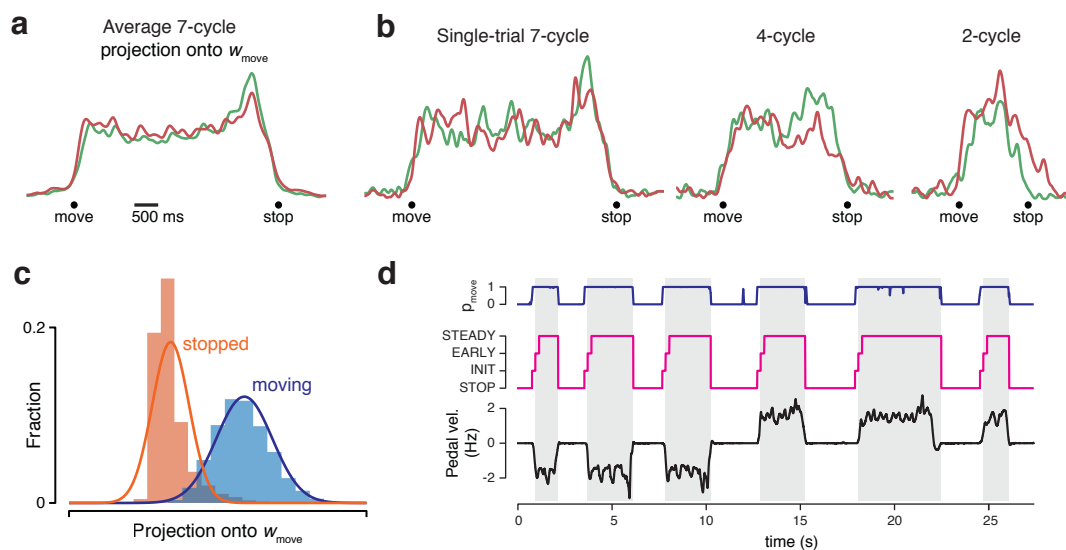 a
Average 7-cycle
projection onto w_move
move
500 ms
stop
b
Single-trial 7-cycle
4-cycle
2-cycle
move
stop
move
stop
move
stop
c
0.2
0
Fraction
stopped
moving
Projection onto w_move
d
p_move
1
0
STEADY
EARLY
INIT
STOP
Pedal vel.
(Hz)
2
0
-2
0
5
10
15
20
25
time (s)